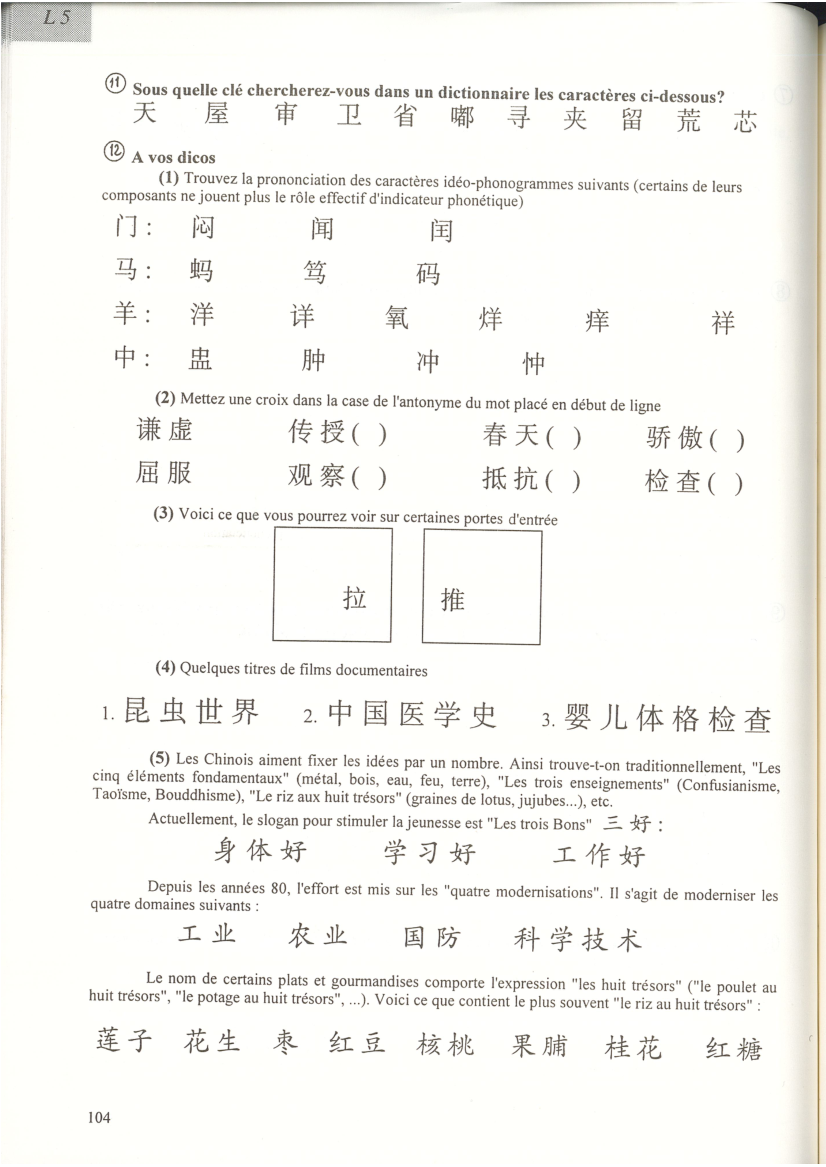 L 5
⑪ Sous quelle clé chercherez-vous dans un dictionnaire les caractères ci-dessous?
天 屋 审 卫 省 嘟 寻 夹 留 荒 芯
⑫ A vos dicos
(1) Trouvez la prononciation des caractères idéo-phonogrammes suivants (certains de leurs
composants ne jouent plus le rôle effectif d'indicateur phonétique)
门： 闷 闻 闰
马： 蚂 笃 码
羊： 洋 详 氧 烊 痒 祥
中： 盅 肿 冲 忡
(2) Mettez une croix dans la case de l'antonyme du mot placé en début de ligne
谦虚 传授( ) 春天( ) 骄傲( )
屈服 观察( ) 抵抗( ) 检查( )
(3) Voici ce que vous pourrez voir sur certaines portes d'entrée
拉 推
(4) Quelques titres de films documentaires
1. 昆虫世界 2. 中国医学史 3. 婴儿体格检查
(5) Les Chinois aiment fixer les idées par un nombre. Ainsi trouve-t-on traditionnellement, "Les
cinq éléments fondamentaux" (métal, bois, eau, feu, terre), "Les trois enseignements" (Confusianisme,
Taoïsme, Bouddhisme), "Le riz aux huit trésors" (graines de lotus, jujubes...), etc.
Actuellement, le slogan pour stimuler la jeunesse est "Les trois Bons" 三好：
身体好 学习好 工作好
Depuis les années 80, l'effort est mis sur les "quatre modernisations". Il s'agit de moderniser les
quatre domaines suivants :
工业 农业 国防 科学技术
Le nom de certains plats et gourmandises comporte l'expression "les huit trésors" ("le poulet au
huit trésors", "le potage au huit trésors", ...). Voici ce que contient le plus souvent "le riz au huit trésors" :
莲子 花生 枣 红豆 核桃 果脯 桂花 红糖
104